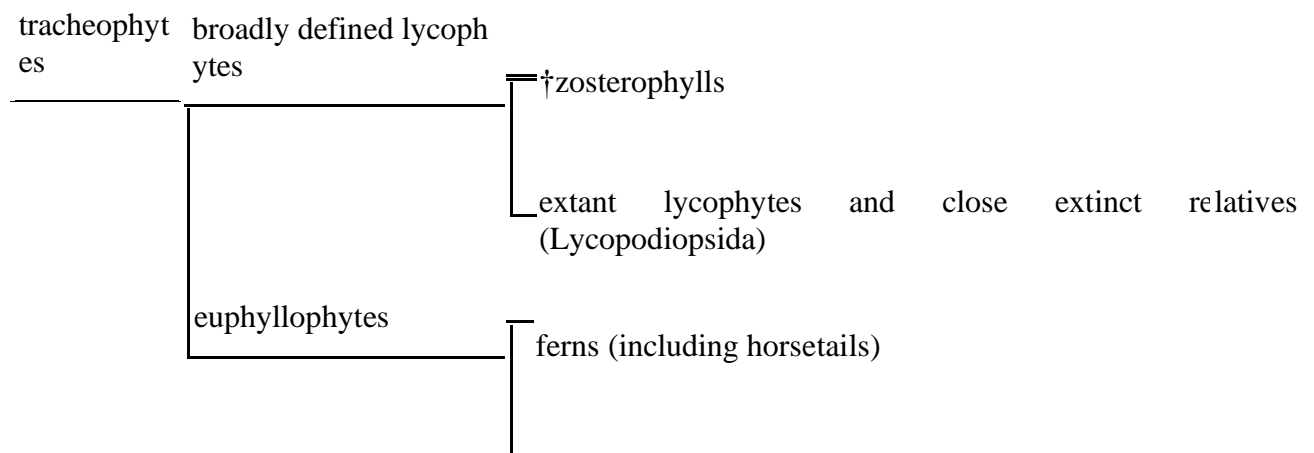 tracheophyt
es
broadly defined lycoph
ytes
†zosterophylls
extant lycophytes and close extinct relatives
(Lycopodiopsida)
euphyllophytes
ferns (including horsetails)